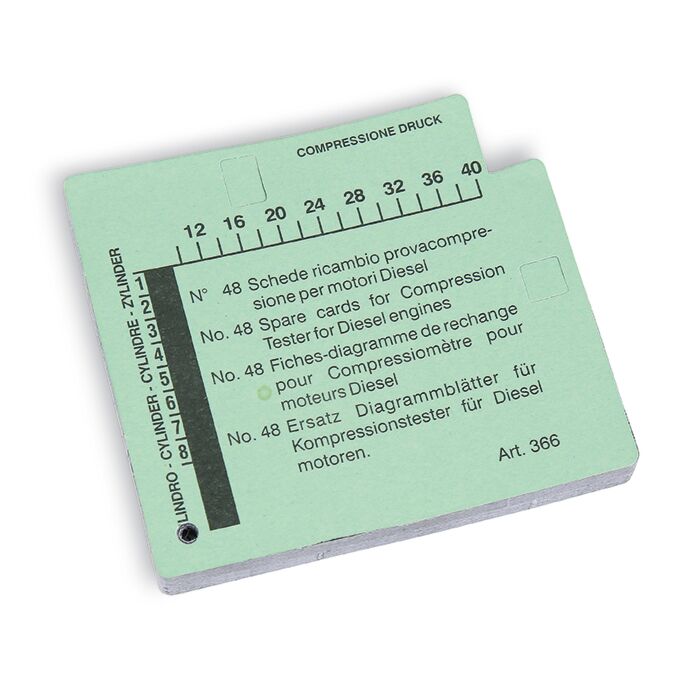 COMPRESSIONE DRUCK
12 16 20 24 28 32 36 40
LINDRO - CYLINDER - CYLINDRE - ZYLINDER
1
2
3
4
5
6
7
8
N° 48 Schede ricambio provacompre-
sione per motori Diesel
No. 48 Spare cards for Compression
Tester for Diesel engines
No. 48 Fiches-diagramme de rechange
pour Compressiomètre pour
moteurs Diesel
No. 48 Ersatz Diagrammblätter für
Kompressionstester für Diesel
motoren.
Art. 366